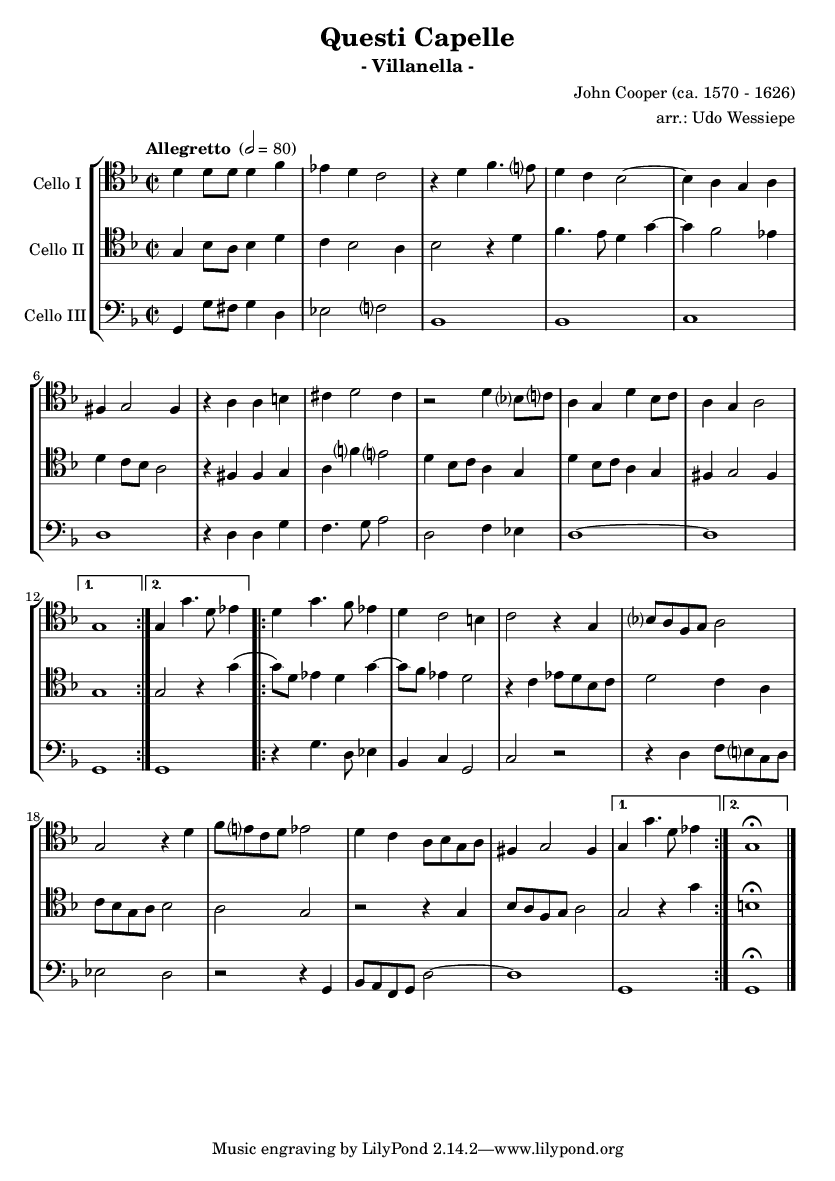 Questi Capelle
- Villanella -
John Cooper (ca. 1570 - 1626)
arr.: Udo Wessiepe
Allegretto (𝅗𝅥 = 80)
Cello I
Cello II
Cello III
6
12
1.
2.
18
1.
2.
Music engraving by LilyPond 2.14.2—www.lilypond.org